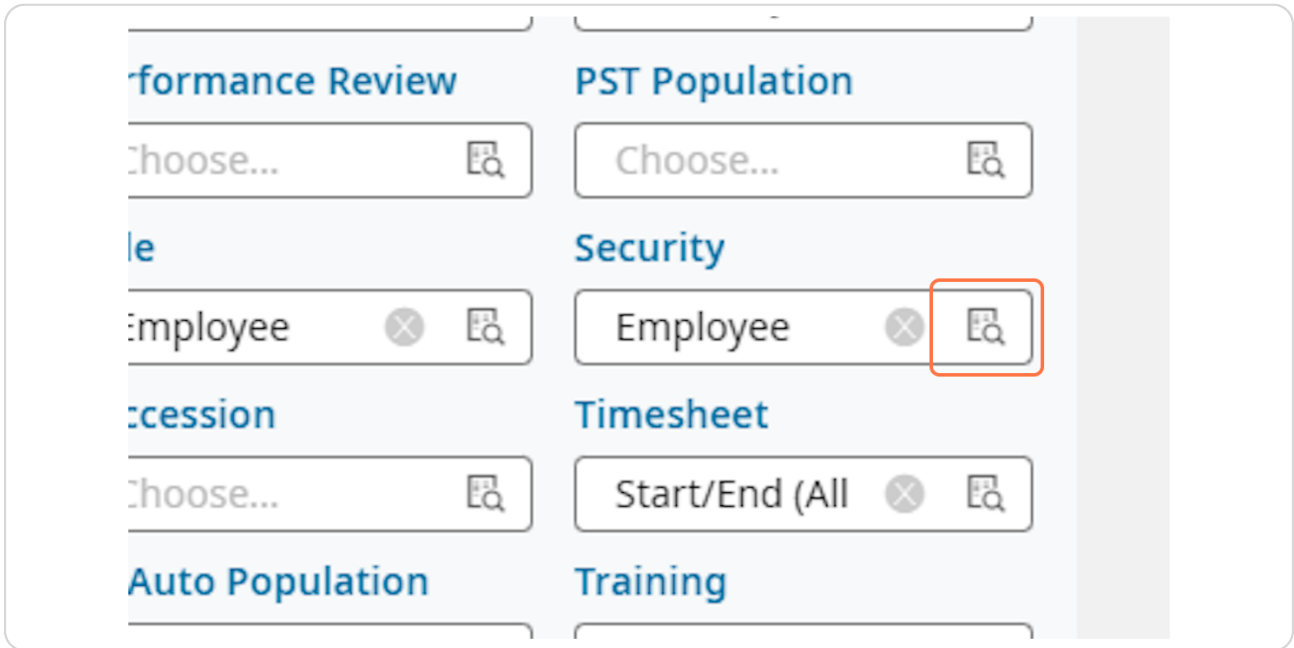 rformance Review PST Population
Choose... Choose...
le Security
Employee Employee
ccession Timesheet
Choose... Start/End (All
Auto Population Training